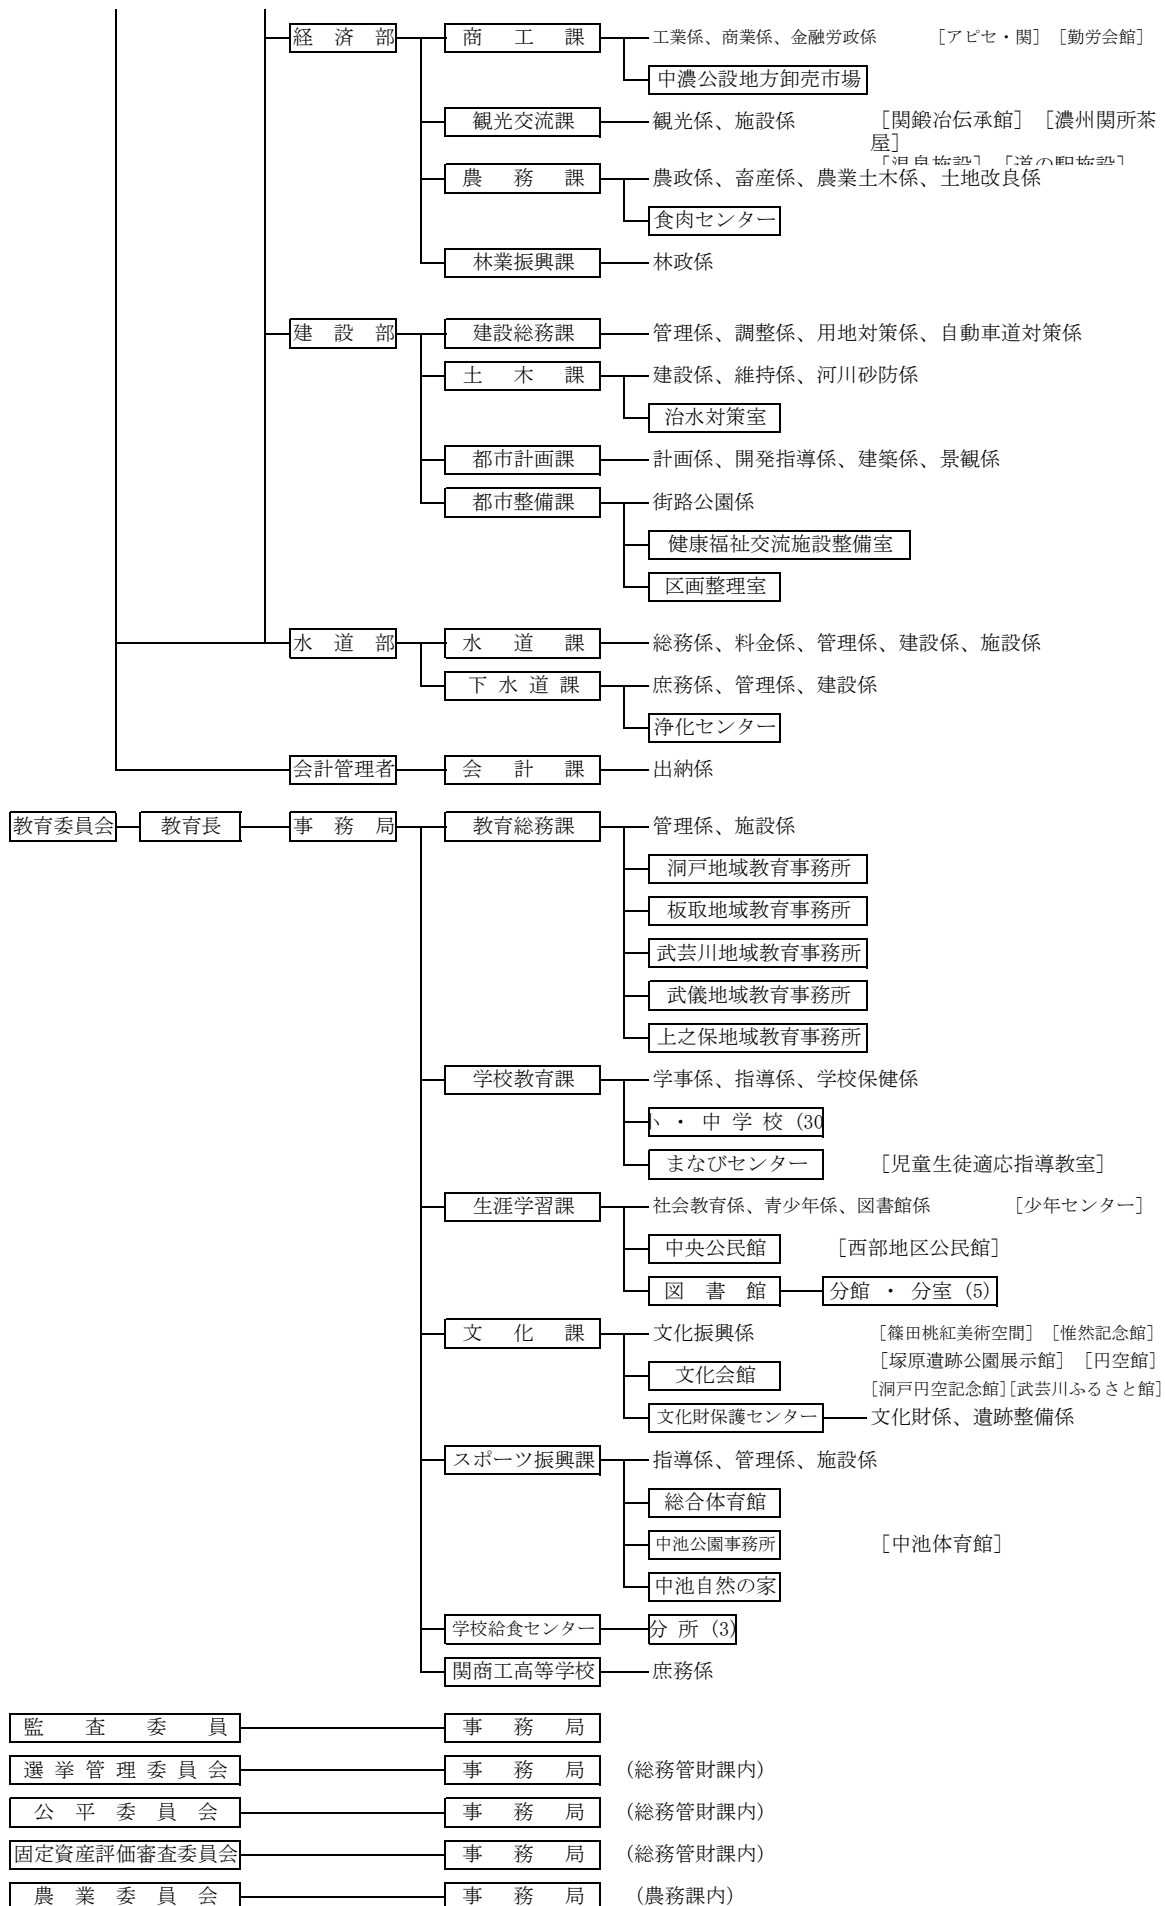 経済部 商工課 工業係、商業係、金融労政係 ［アピセ・関］［勤労会館］
中濃公設地方卸売市場
観光交流課 観光係、施設係 ［関鍛冶伝承館］［濃州関所茶
屋］
［温泉施設］［道の駅施設］
農務課 農政係、畜産係、農業土木係、土地改良係
食肉センター
林業振興課 林政係
建設部 建設総務課 管理係、調整係、用地対策係、自動車道対策係
土木課 建設係、維持係、河川砂防係
治水対策室
都市計画課 計画係、開発指導係、建築係、景観係
都市整備課 街路公園係
健康福祉交流施設整備室
区画整理室
水道部 水道課 総務係、料金係、管理係、建設係、施設係
下水道課 庶務係、管理係、建設係
浄化センター
会計管理者 会計課 出納係
教育委員会 教育長 事務局 教育総務課 管理係、施設係
洞戸地域教育事務所
板取地域教育事務所
武芸川地域教育事務所
武儀地域教育事務所
上之保地域教育事務所
学校教育課 学事係、指導係、学校保健係
小・中学校（30
まなびセンター ［児童生徒適応指導教室］
生涯学習課 社会教育係、青少年係、図書館係 ［少年センター］
中央公民館 ［西部地区公民館］
図書館 分館・分室（5）
文化課 文化振興係 ［篠田桃紅美術空間］［惟然記念館］
［塚原遺跡公園展示館］［円空館］
文化会館
［洞戸円空記念館］［武芸川ふるさと館］
文化財保護センター 文化財係、遺跡整備係
スポーツ振興課 指導係、管理係、施設係
総合体育館
中池公園事務所 ［中池体育館］
中池自然の家
学校給食センター 分所（3）
関商工高等学校 庶務係
監査委員 事務局
選挙管理委員会 事務局 （総務管財課内）
公平委員会 事務局 （総務管財課内）
固定資産評価審査委員会 事務局 （総務管財課内）
農業委員会 事務局 （農務課内）